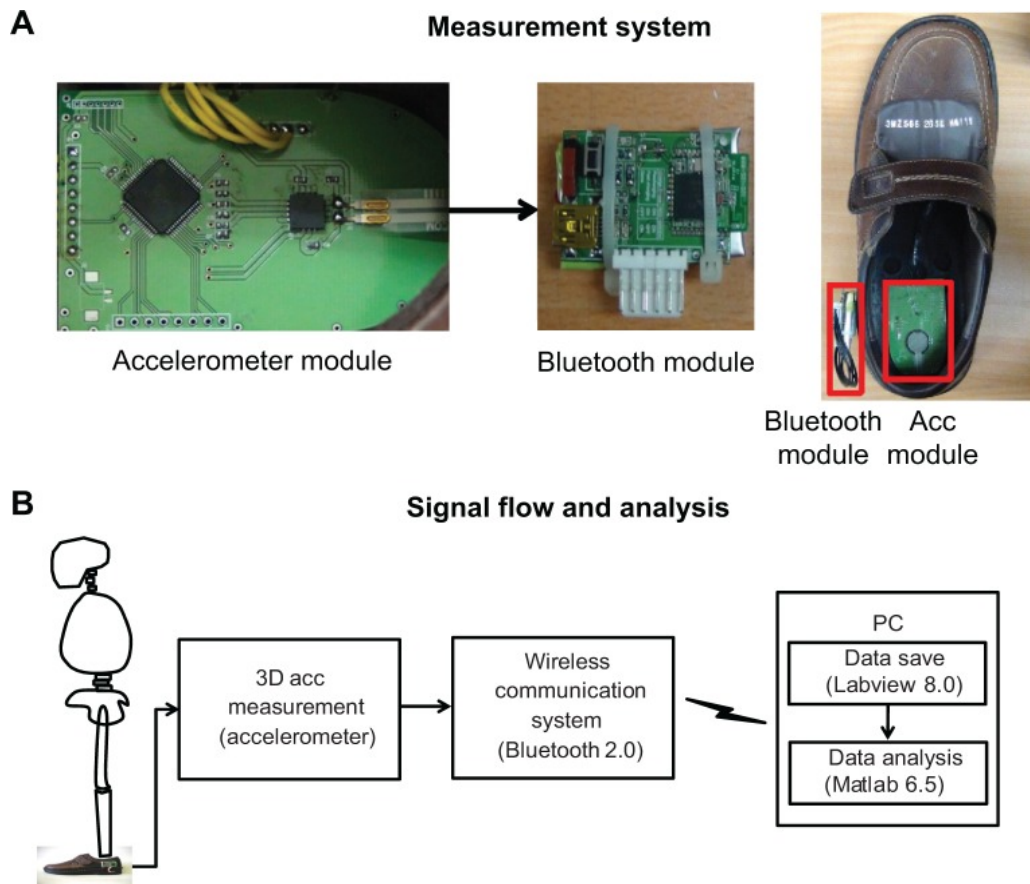 A
Measurement system
Accelerometer module
Bluetooth module
Bluetooth module
Acc module
B
Signal flow and analysis
3D acc
measurement
(accelerometer)
Wireless
communication
system
(Bluetooth 2.0)
PC
Data save
(Labview 8.0)
Data analysis
(Matlab 6.5)